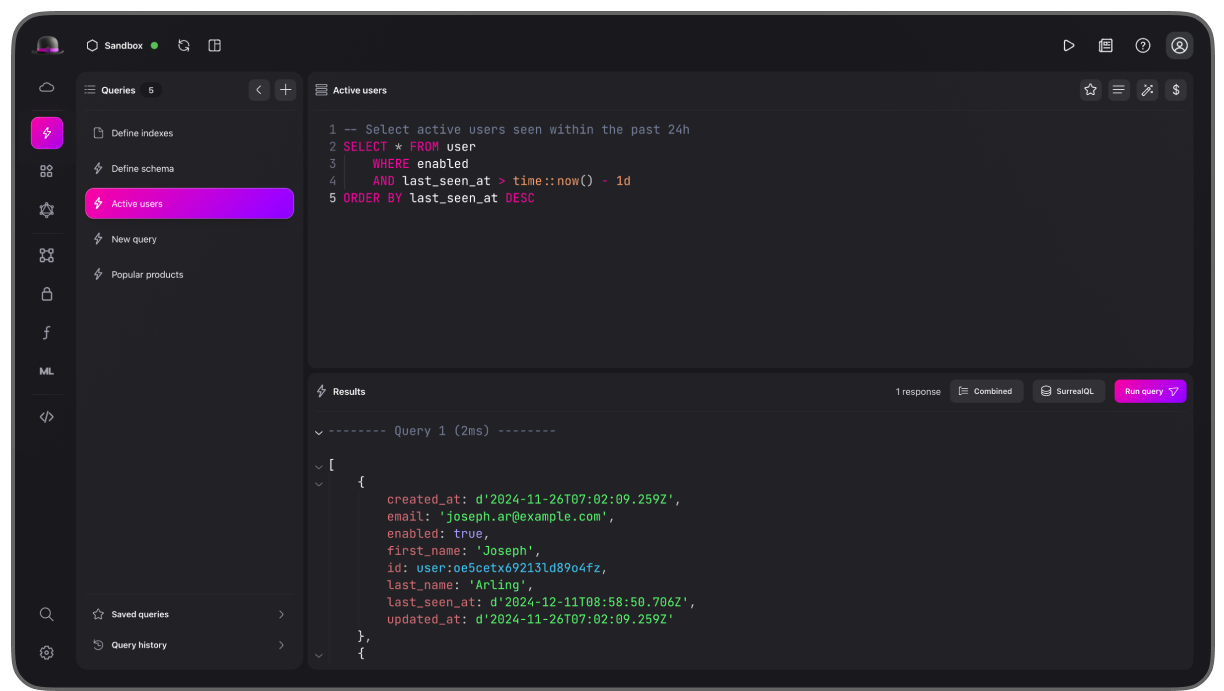 Sandbox
Queries 5
Define indexes
Define schema
Active users
New query
Popular products
Saved queries
Query history
ML
Active users
$
1 -- Select active users seen within the past 24h
2 SELECT * FROM user
3 WHERE enabled
4 AND last_seen_at > time::now() - 1d
5 ORDER BY last_seen_at DESC
Results
1 response
Combined
SurrealQL
Run query
-------- Query 1 (2ms) --------
[
{
created_at: d'2024-11-26T07:02:09.259Z',
email: 'joseph.ar@example.com',
enabled: true,
first_name: 'Joseph',
id: user:oe5cetx69213ld89o4fz,
last_name: 'Arling',
last_seen_at: d'2024-12-11T08:58:50.706Z',
updated_at: d'2024-11-26T07:02:09.259Z'
},
{